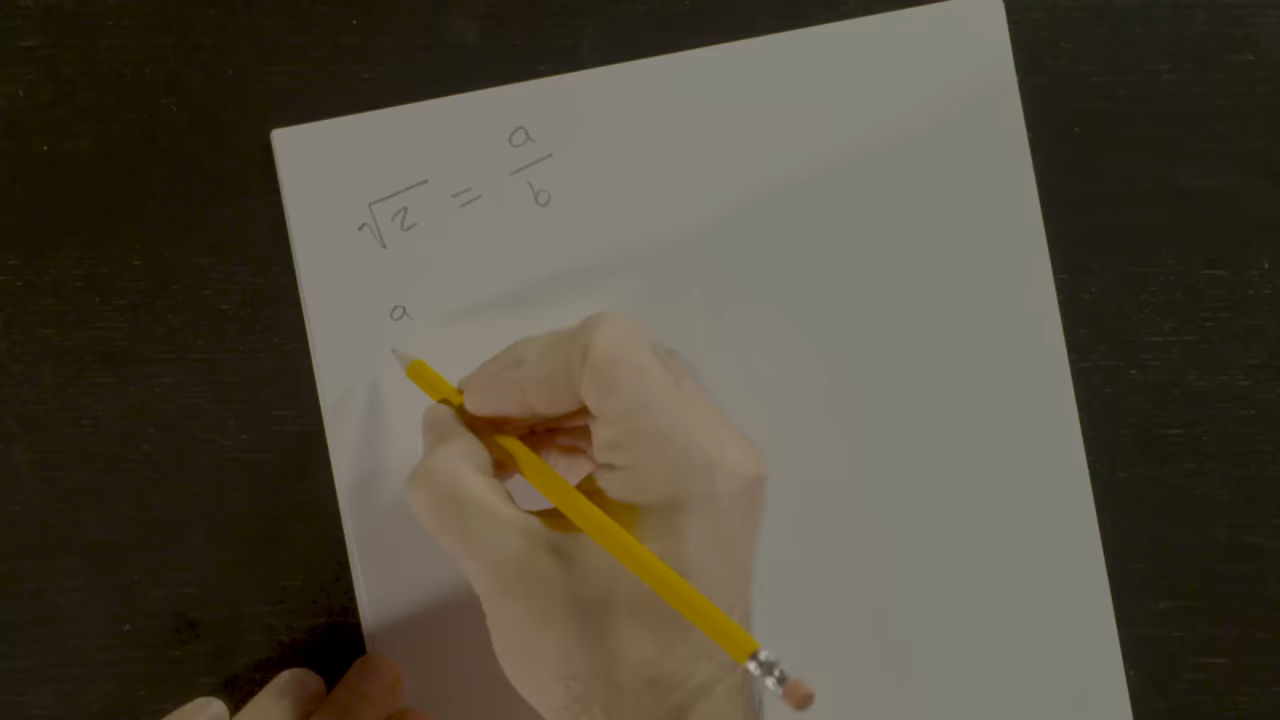 √2 = a/b
a